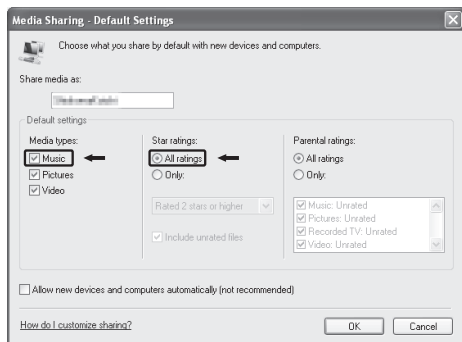 Media Sharing - Default Settings
Choose what you share by default with new devices and computers.
Share media as:
Default settings
Media types:
Music
Pictures
Video
Star ratings:
All ratings
Only:
Rated 2 stars or higher
Include unrated files
Parental ratings:
All ratings
Only:
Music: Unrated
Pictures: Unrated
Recorded TV: Unrated
Video: Unrated
Allow new devices and computers automatically (not recommended)
How do I customize sharing?
OK
Cancel